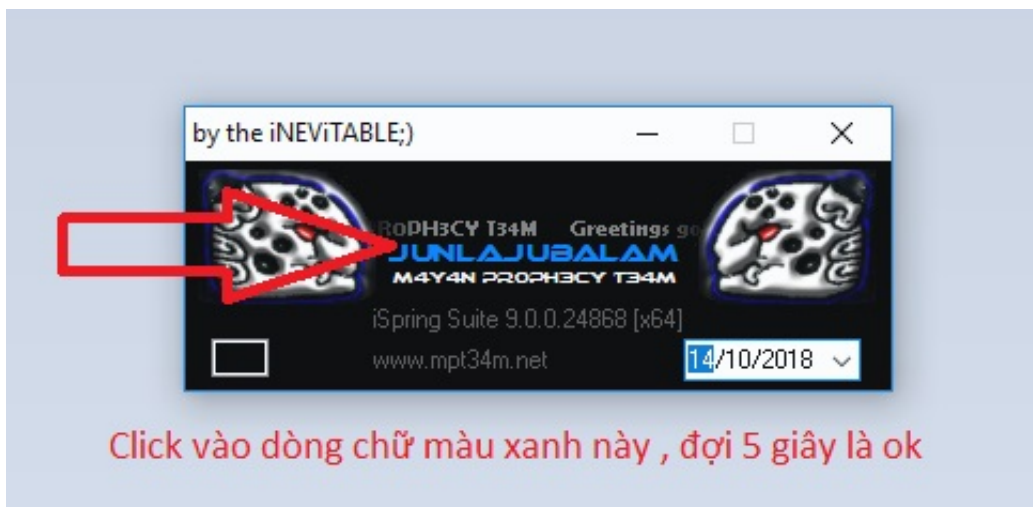 by the iNEViTABLE;)
RoPH3CY T34M Greetings go
JUNLAJUBALAM
M4Y4N PR0PH3CY T34M
iSpring Suite 9.0.0.24868 [x64]
www.mpt34m.net
14/10/2018
Click vào dòng chữ màu xanh này , đợi 5 giây là ok